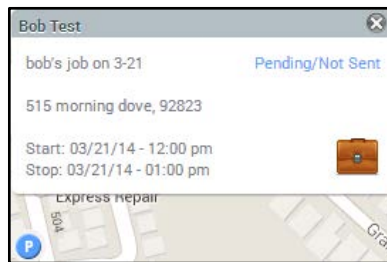 Bob Test
bob's job on 3-21 Pending/Not Sent
515 morning dove, 92823
Start: 03/21/14 - 12:00 pm
Stop: 03/21/14 - 01:00 pm
Express Repair
504
Gra
P